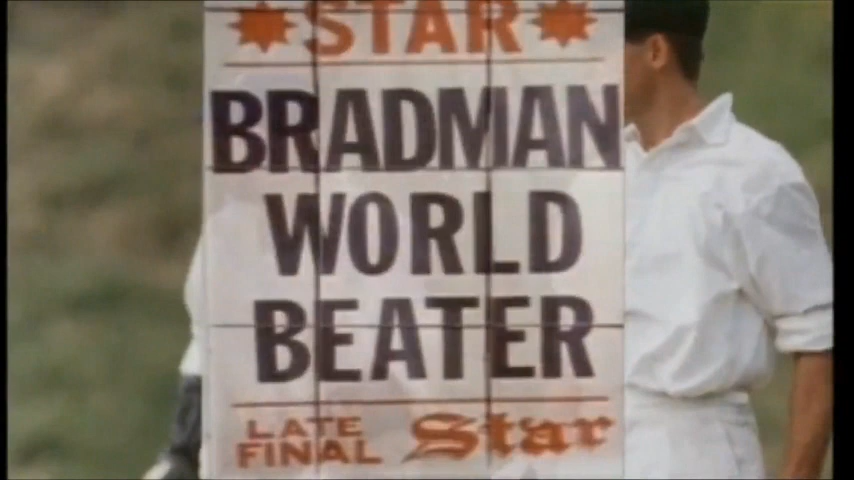 STAR
BRADMAN
WORLD
BEATER
LATE
FINAL
Star